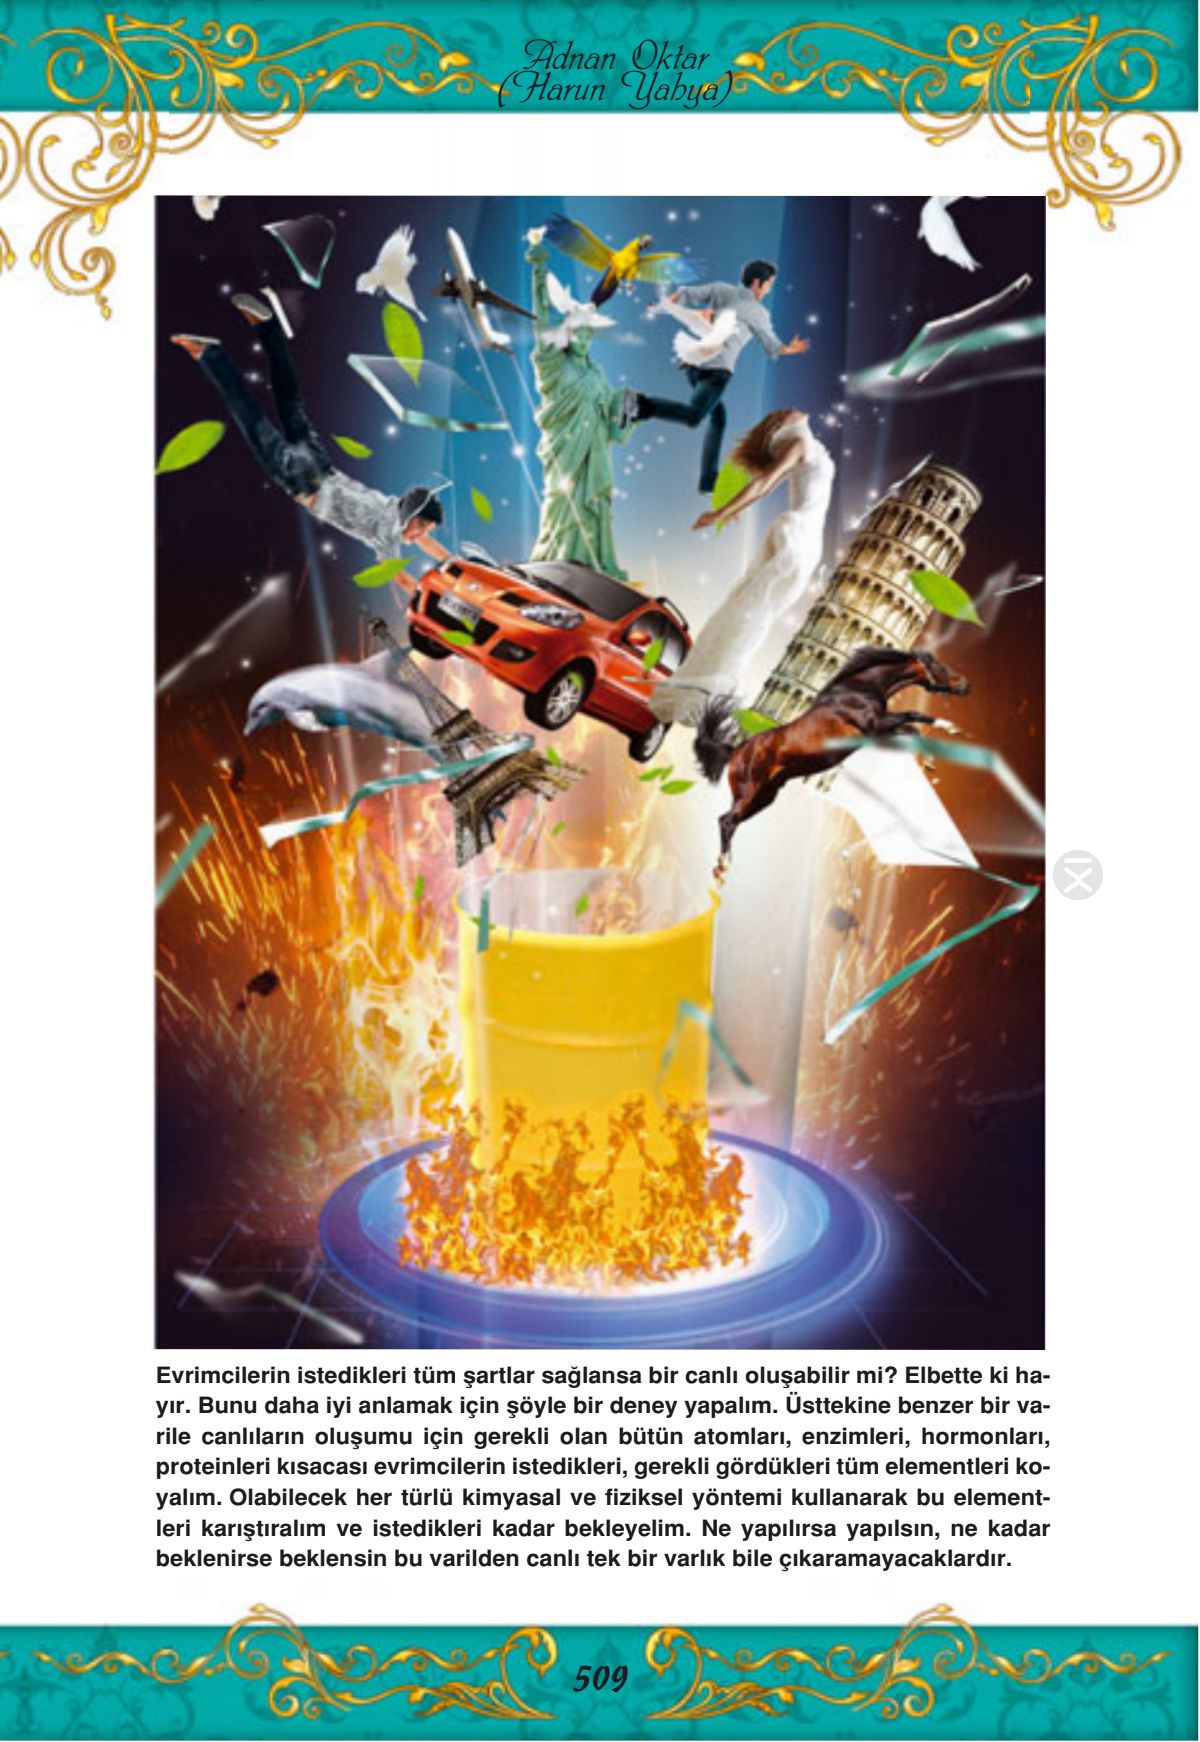 Adnan Oktar
(Harun Yahya)
Evrimcilerin istedikleri tüm şartlar sağlansa bir canlı oluşabilir mi? Elbette ki ha-
yır. Bunu daha iyi anlamak için şöyle bir deney yapalım. Üsttekine benzer bir va-
rile canlıların oluşumu için gerekli olan bütün atomları, enzimleri, hormonları,
proteinleri kısacası evrimcilerin istedikleri, gerekli gördükleri tüm elementleri ko-
yalım. Olabilecek her türlü kimyasal ve fiziksel yöntemi kullanarak bu element-
leri karıştıralım ve istedikleri kadar bekleyelim. Ne yapılırsa yapılsın, ne kadar
beklenirse beklensin bu varilden canlı tek bir varlık bile çıkaramayacaklardır.
509